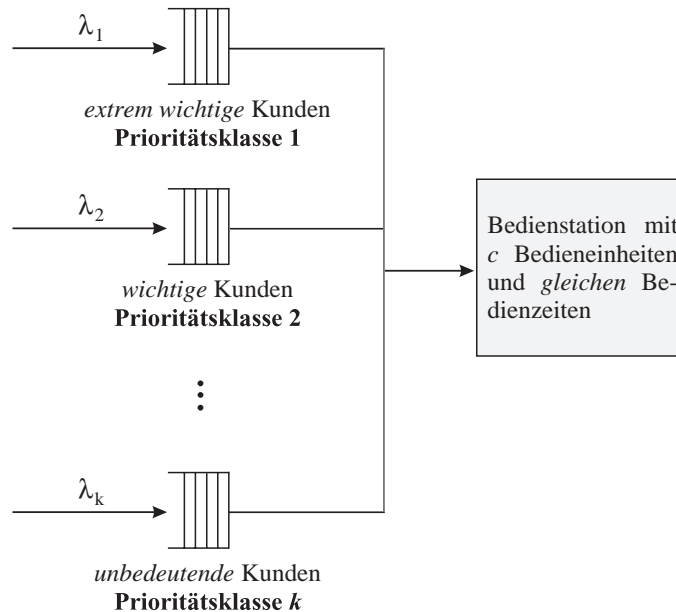 λ1
extrem wichtige Kunden
Prioritätsklasse 1
λ2
wichtige Kunden
Prioritätsklasse 2
Bedienstation mit
c Bedieneinheiten
und gleichen Be-
dienzeiten
λk
unbedeutende Kunden
Prioritätsklasse k